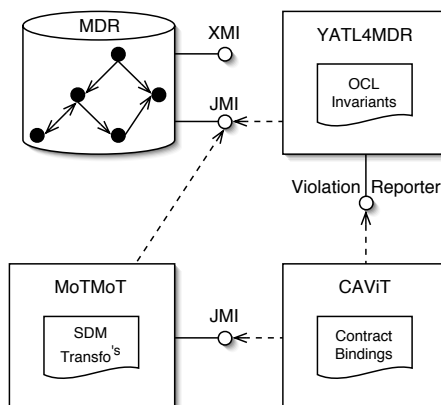 MDR
XMI
JMI
YATL4MDR
OCL
Invariants
Violation Reporter
MoTMoT
SDM
Transfo's
JMI
CAViT
Contract
Bindings